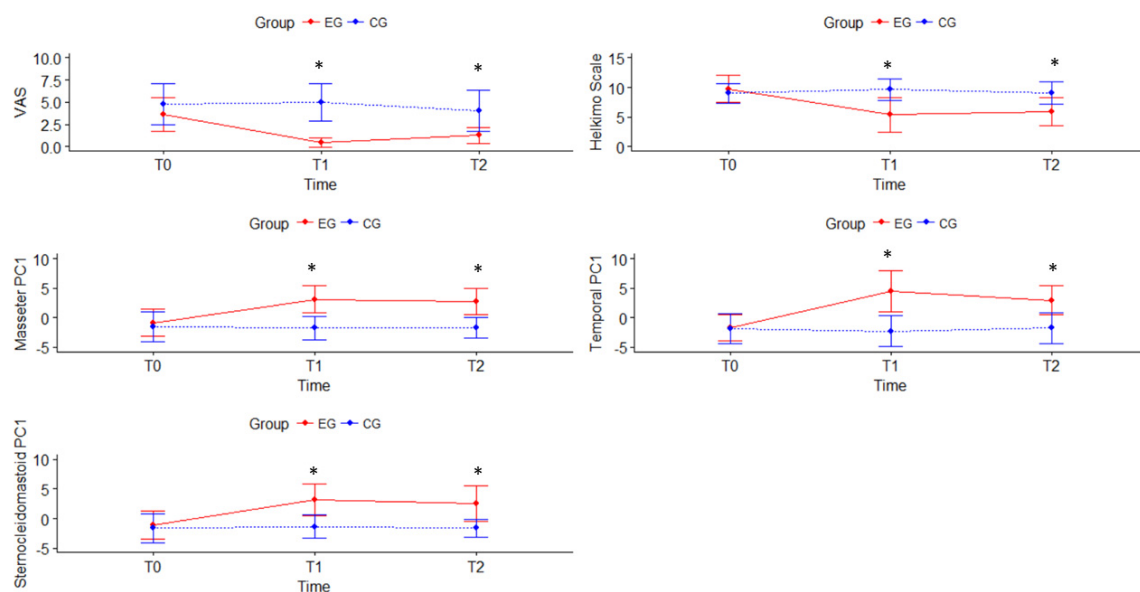 Group EG CG
VAS
10.0
7.5
5.0
2.5
0.0
* *
T0 T1 T2
Time
Group EG CG
Helkimo Scale
15
10
5
0
* *
T0 T1 T2
Time
Group EG CG
Masseter PC1
10
5
0
-5
* *
T0 T1 T2
Time
Group EG CG
Temporal PC1
10
5
0
-5
* *
T0 T1 T2
Time
Group EG CG
Sternocleidomastoid PC1
10
5
0
-5
* *
T0 T1 T2
Time